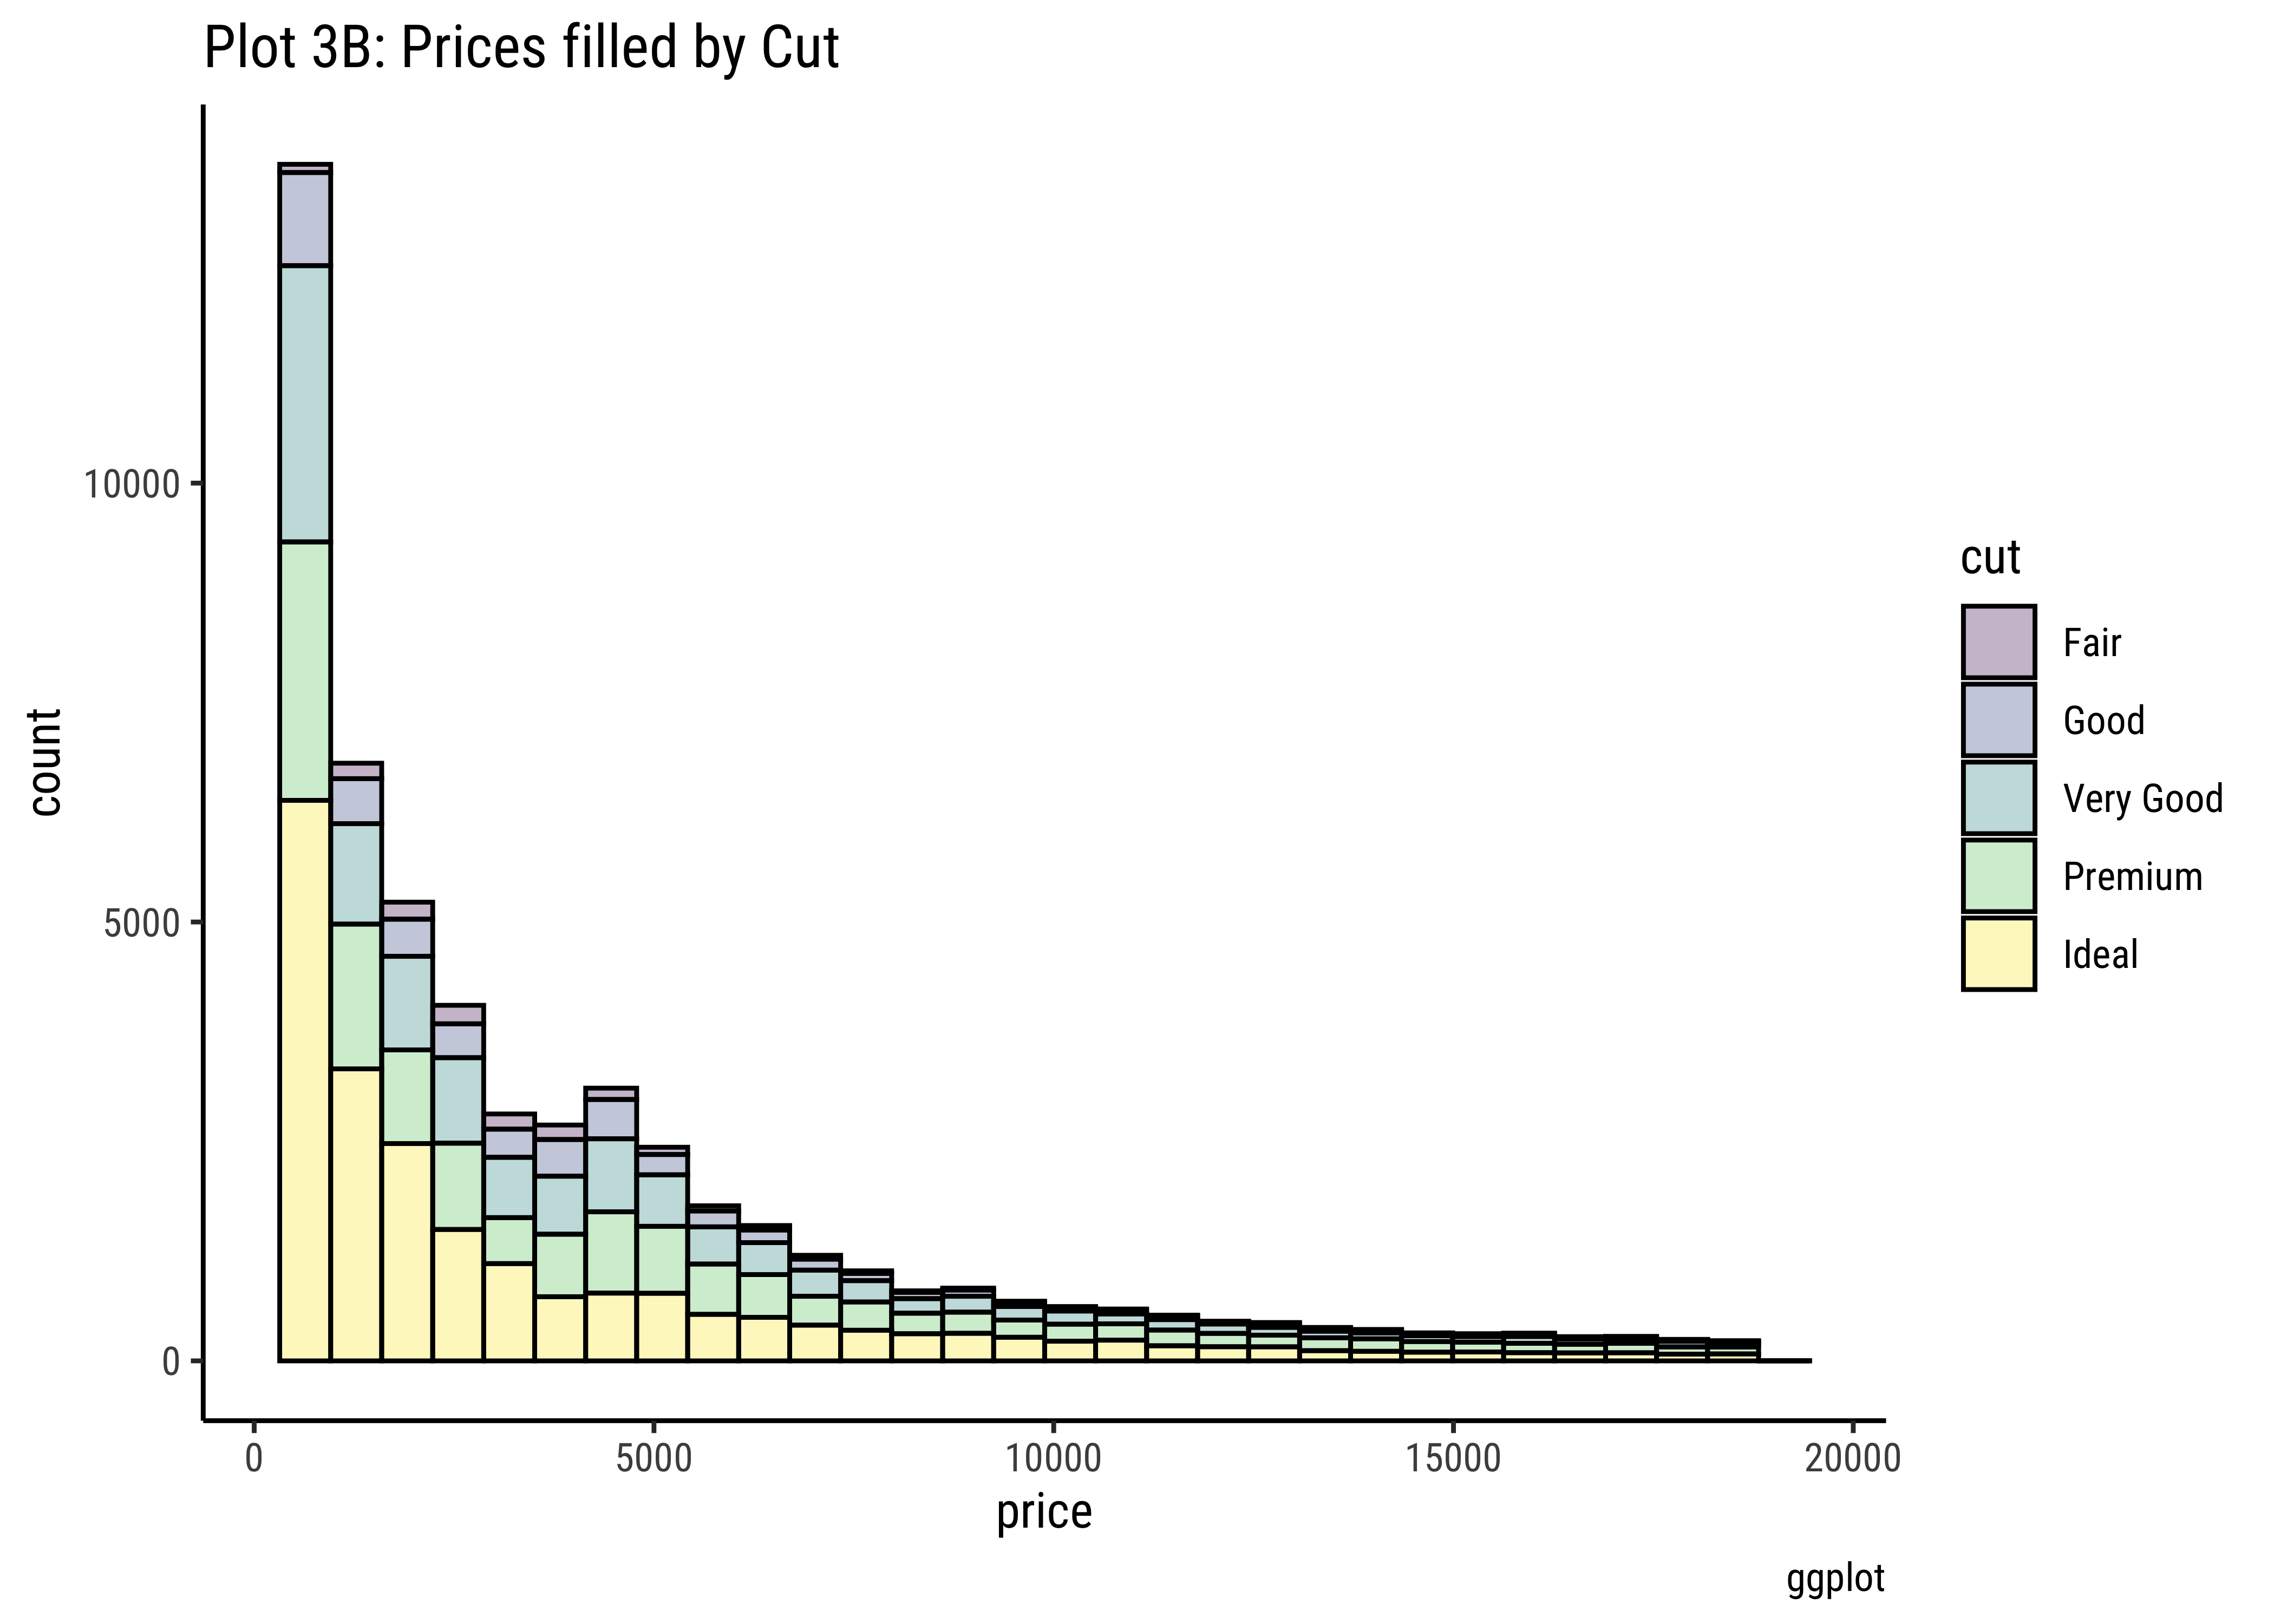 Plot 3B: Prices filled by Cut
count
10000
5000
0
0 5000 10000 15000 20000
price
cut
Fair
Good
Very Good
Premium
Ideal
ggplot